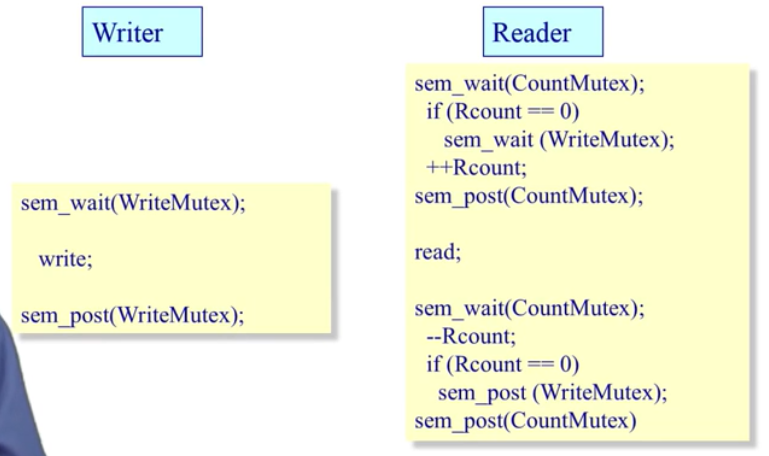 Writer
sem_wait(WriteMutex);
write;
sem_post(WriteMutex);
Reader
sem_wait(CountMutex);
if (Rcount == 0)
sem_wait (WriteMutex);
++Rcount;
sem_post(CountMutex);
read;
sem_wait(CountMutex);
--Rcount;
if (Rcount == 0)
sem_post (WriteMutex);
sem_post(CountMutex)